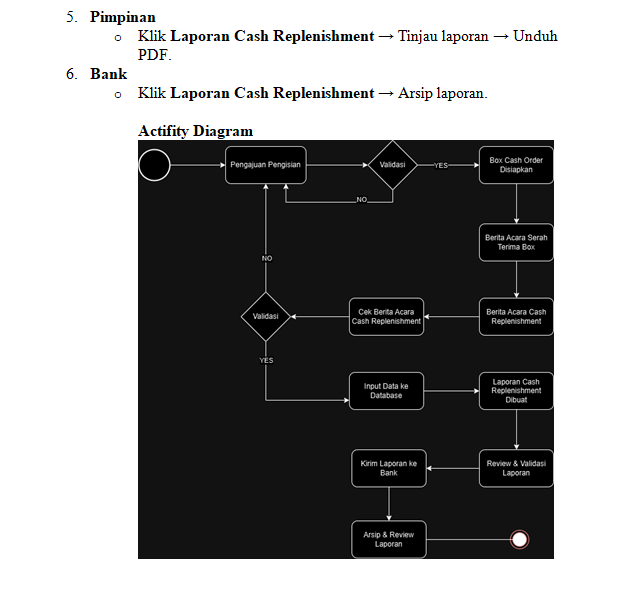 5. Pimpinan
o Klik Laporan Cash Replenishment → Tinjau laporan → Unduh
PDF.
6. Bank
o Klik Laporan Cash Replenishment → Arsip laporan.
Actifity Diagram
Pengajuan Pengisian
Validasi
YES
Box Cash Order
Disiapkan
NO
Berita Acara Serah
Terima Box
NO
Validasi
Cek Berita Acara
Cash Replenishment
Berita Acara Cash
Replenishment
YES
Input Data ke
Database
Laporan Cash
Replenishment
Dibuat
Kirim Laporan ke
Bank
Review & Validasi
Laporan
Arsip & Review
Laporan